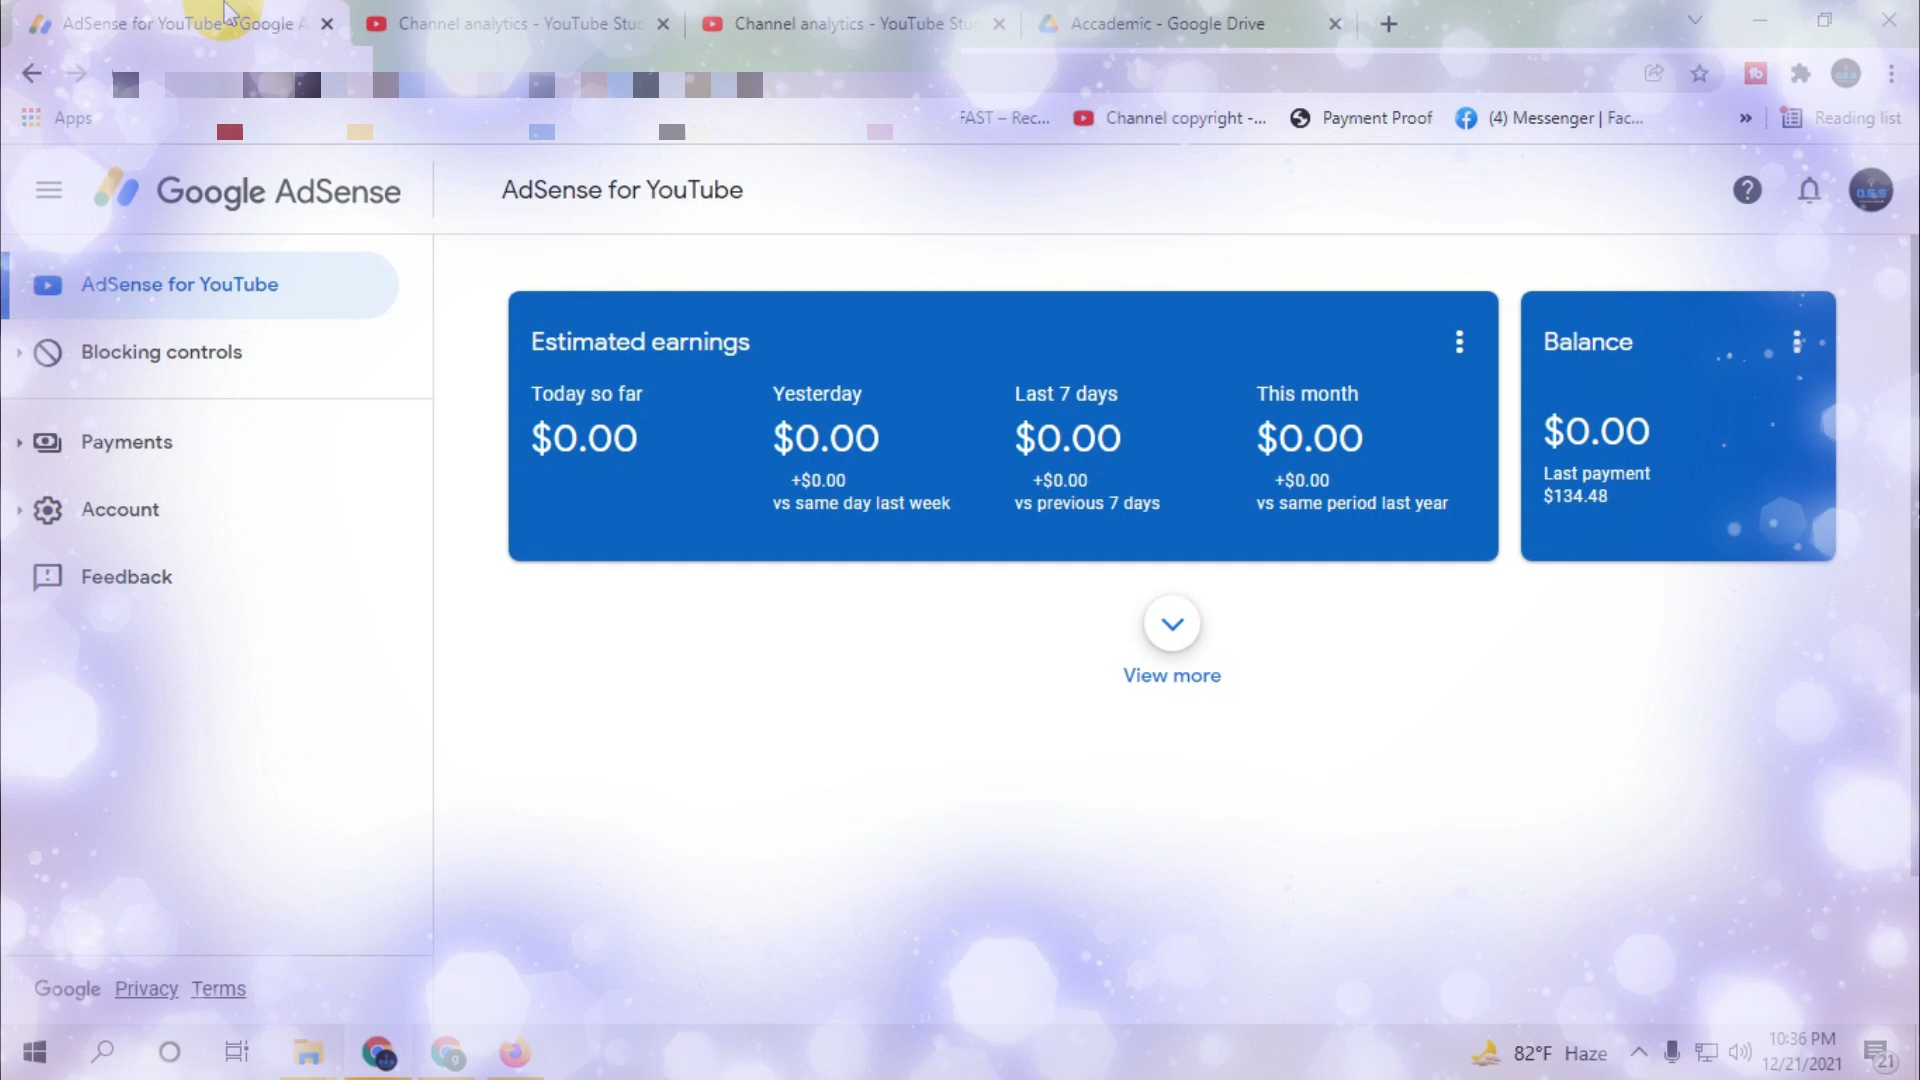 AdSense for YouTube - Google A
Channel analytics - YouTube Stud
Channel analytics - YouTube Stud
Accademic - Google Drive
Apps
FAST – Rec...
Channel copyright -...
Payment Proof
(4) Messenger | Fac...
»
Reading list
Google AdSense
AdSense for YouTube
O.S.S
AdSense for YouTube
Blocking controls
Payments
Account
Feedback
Estimated earnings
Today so far
$0.00
Yesterday
$0.00
+$0.00
vs same day last week
Last 7 days
$0.00
+$0.00
vs previous 7 days
This month
$0.00
+$0.00
vs same period last year
Balance
$0.00
Last payment
$134.48
View more
Google Privacy Terms
82°F Haze
10:36 PM
12/21/2021
21